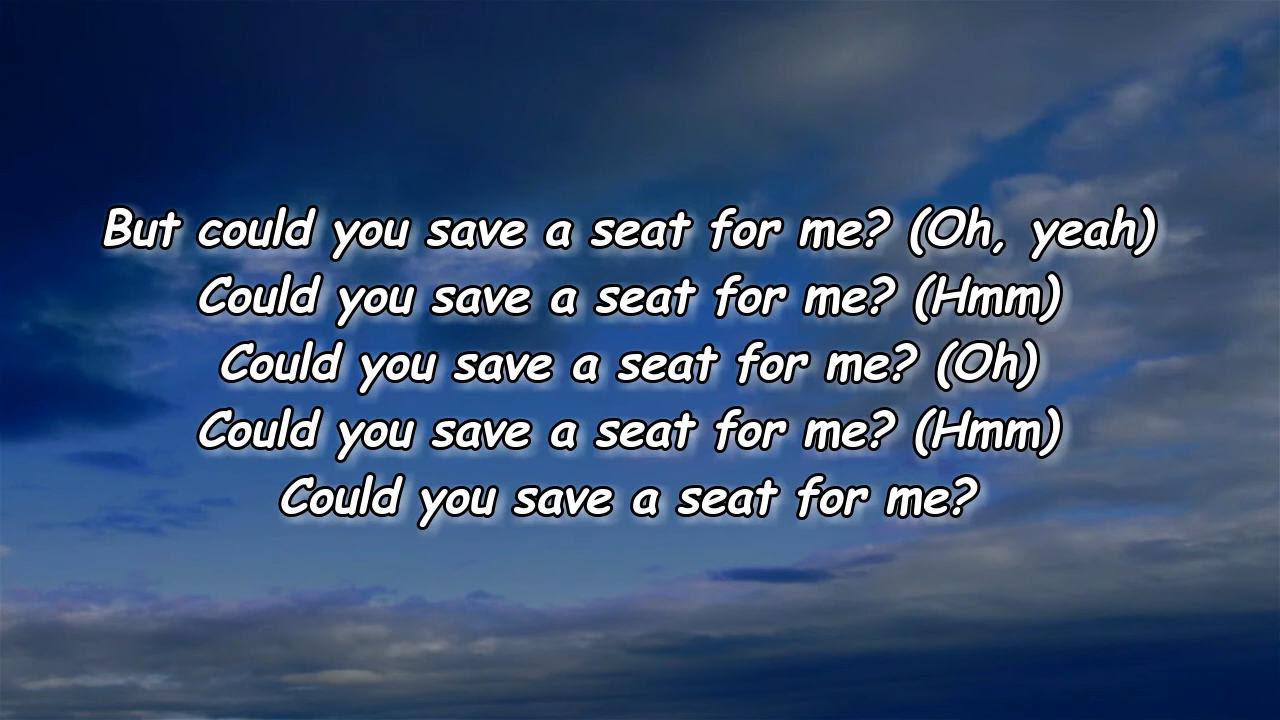 But could you save a seat for me? (Oh, yeah)
Could you save a seat for me? (Hmm)
Could you save a seat for me? (Oh)
Could you save a seat for me? (Hmm)
Could you save a seat for me?